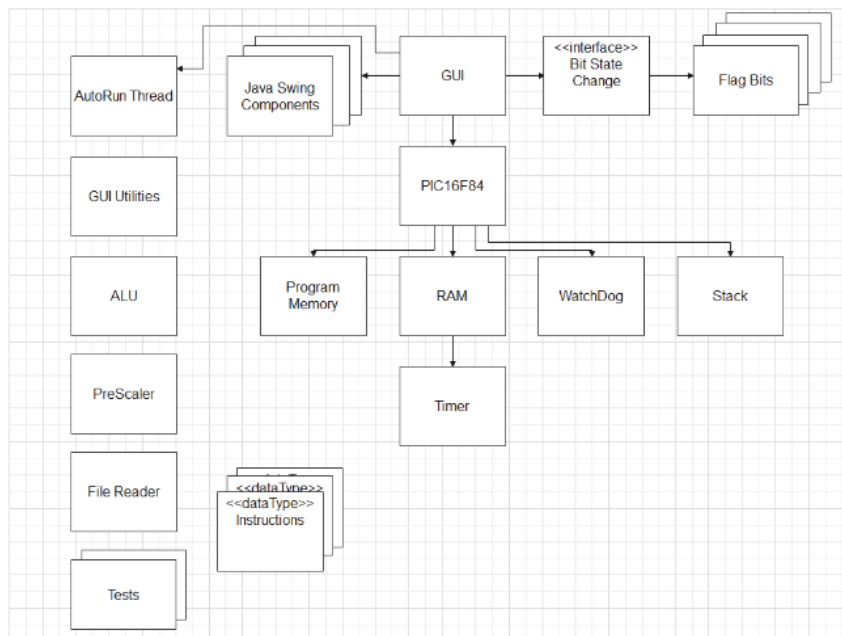 AutoRun Thread
Java Swing
Components
GUI
<<interface>>
Bit State
Change
Flag Bits
GUI Utilities
PIC16F84
ALU
Program
Memory
RAM
WatchDog
Stack
PreScaler
Timer
File Reader
<<dataType>>
<<dataType>>
Instructions
Tests